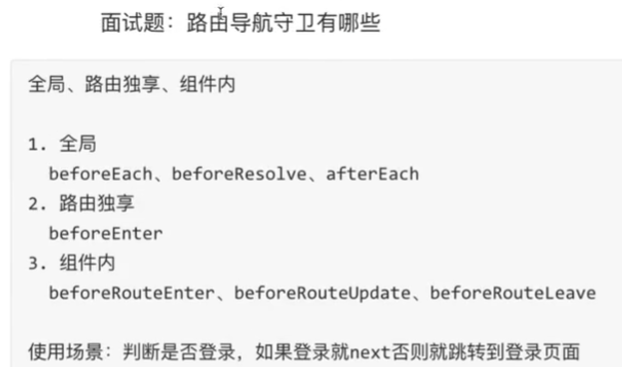 面试题：路由导航守卫有哪些
全局、路由独享、组件内
1. 全局
beforeEach、beforeResolve、afterEach
2. 路由独享
beforeEnter
3. 组件内
beforeRouteEnter、beforeRouteUpdate、beforeRouteLeave
使用场景：判断是否登录，如果登录就next否则就跳转到登录页面